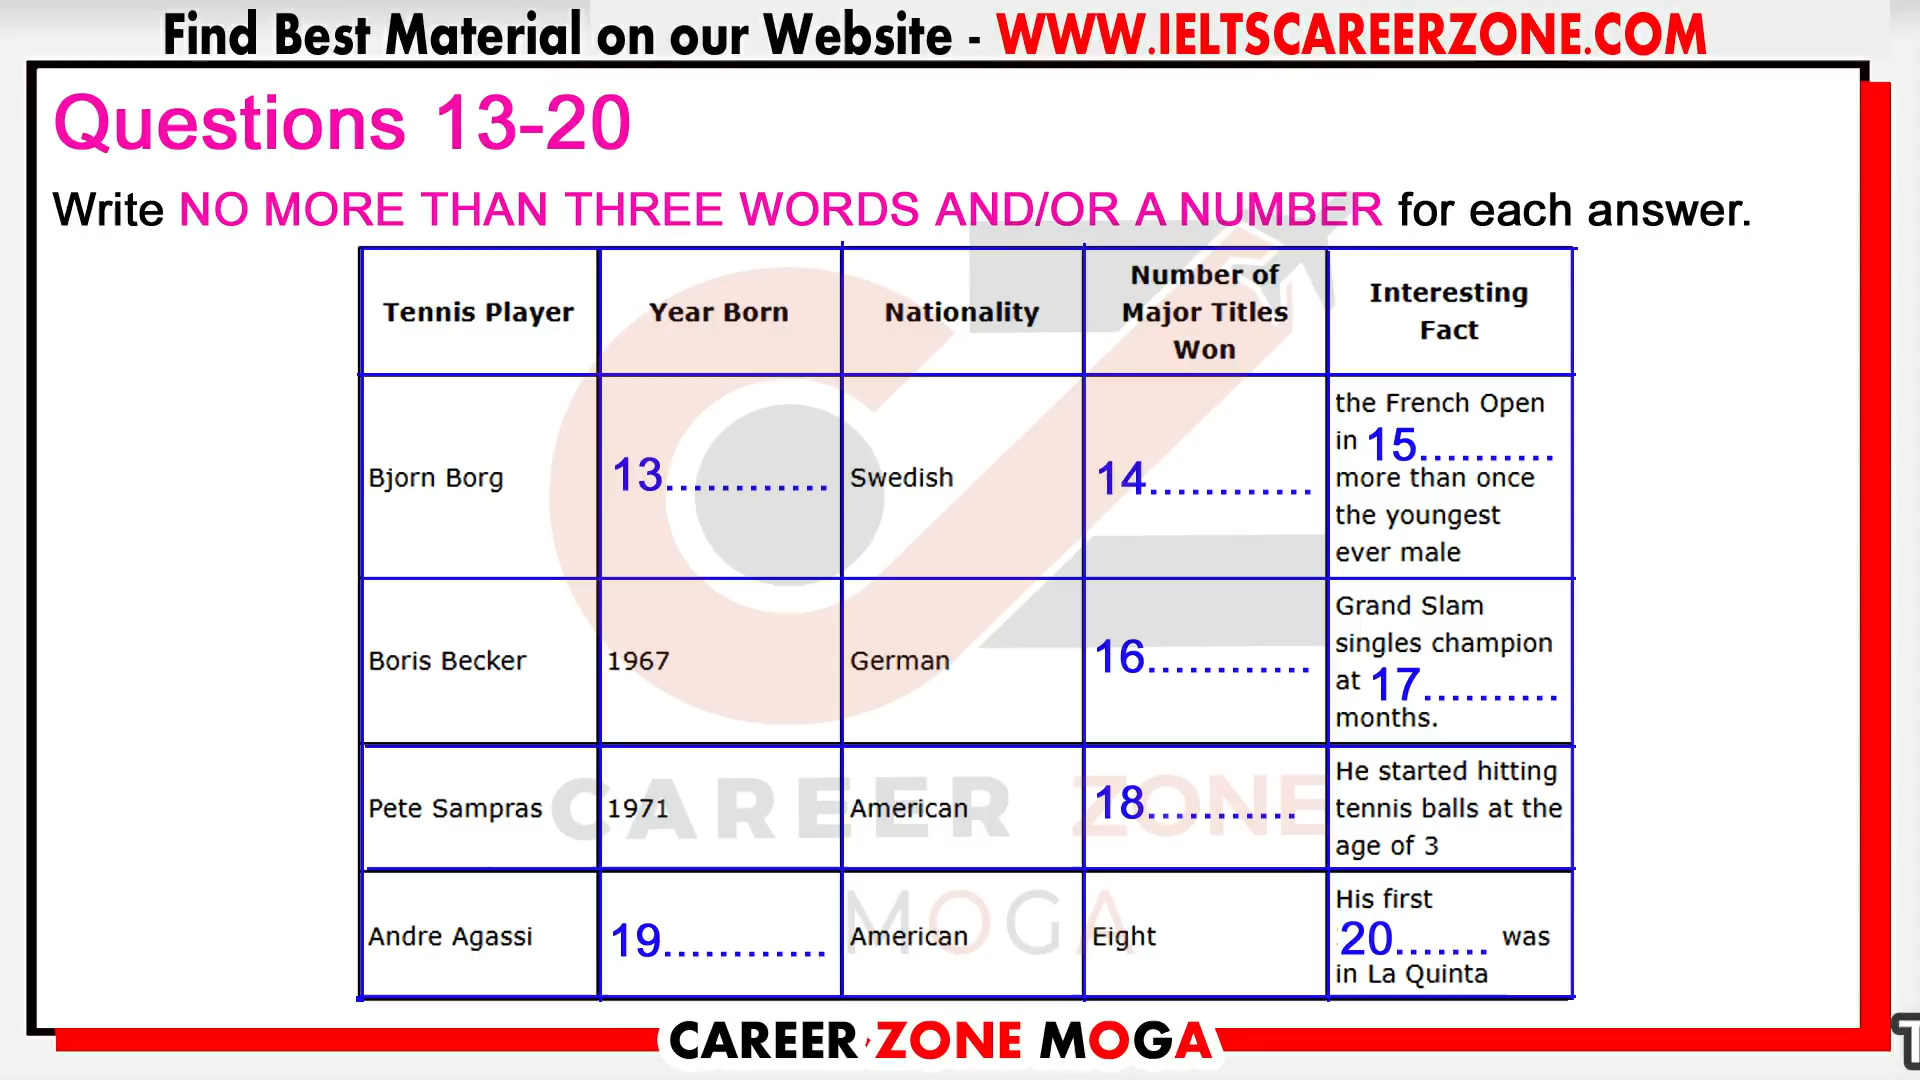 Find Best Material on our Website - WWW.IELTSCAREERZONE.COM
Questions 13-20
Write NO MORE THAN THREE WORDS AND/OR A NUMBER for each answer.
Tennis Player
Year Born
Nationality
Number of
Major Titles
Won
Interesting
Fact
Bjorn Borg
13............
Swedish
14............
the French Open
in 15..........
more than once
the youngest
ever male
Boris Becker
1967
German
16............
Grand Slam
singles champion
at 17..........
months.
Pete Sampras
1971
American
18...........
He started hitting
tennis balls at the
age of 3
Andre Agassi
19............
American
Eight
His first
20....... was
in La Quinta
CAREER ZONE
MOGA
CAREER ZONE MOGA